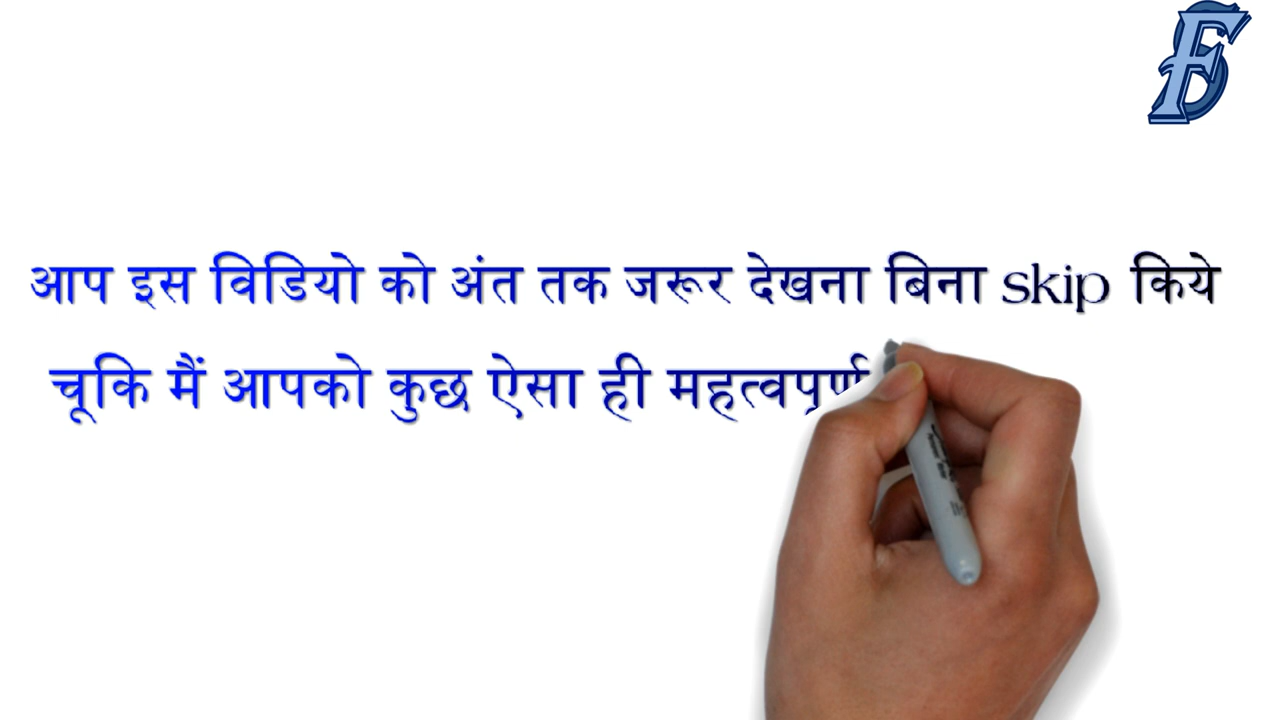 आप इस विडियो को अंत तक जरूर देखना बिना skip किये
चूकि मैं आपको कुछ ऐसा ही महत्वपूर्ण